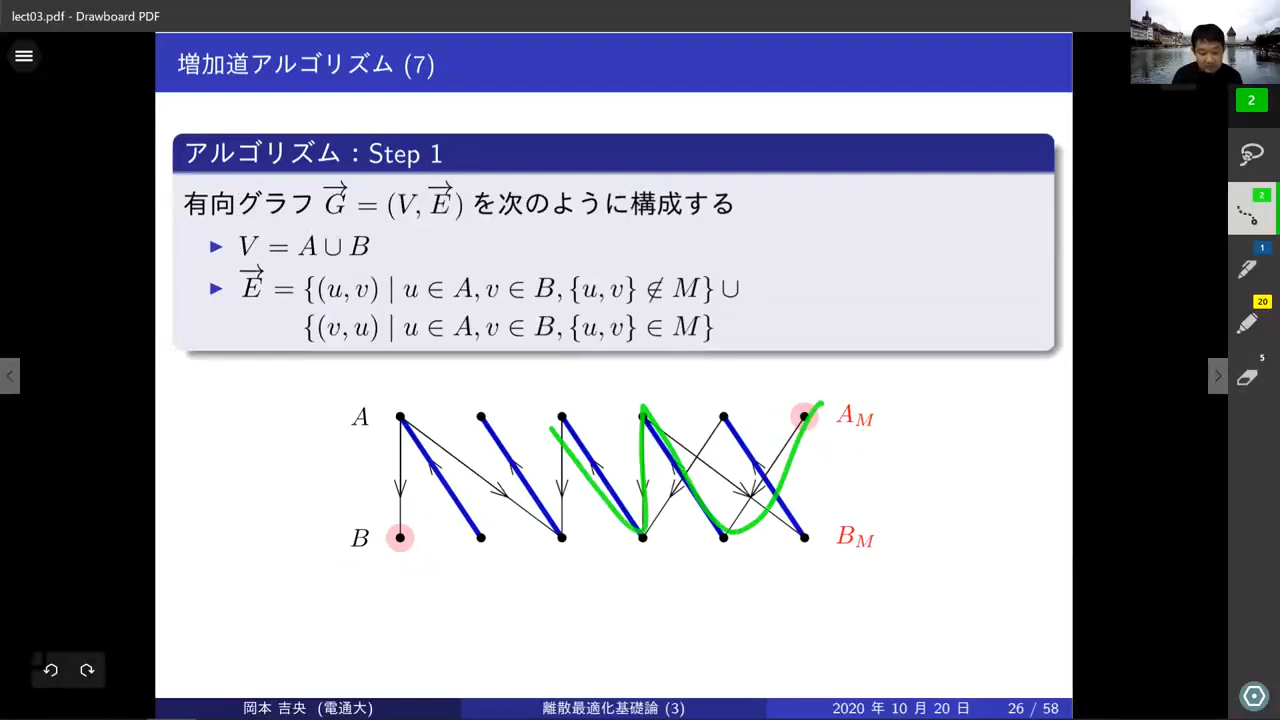 lect03.pdf - Drawboard PDF
増加道アルゴリズム (7)
2
アルゴリズム：Step 1
有向グラフ $\overrightarrow{G} = (V, \overrightarrow{E})$ を次のように構成する
▶ $V = A \cup B$
▶ $\overrightarrow{E} = \{(u, v) \mid u \in A, v \in B, \{u, v\} \notin M\} \cup$
$\{(v, u) \mid u \in A, v \in B, \{u, v\} \in M\}$
2
1
20
5
A
$A_M$
B
$B_M$
岡本 吉央 (電通大)
離散最適化基礎論 (3)
2020 年 10 月 20 日
26 / 58